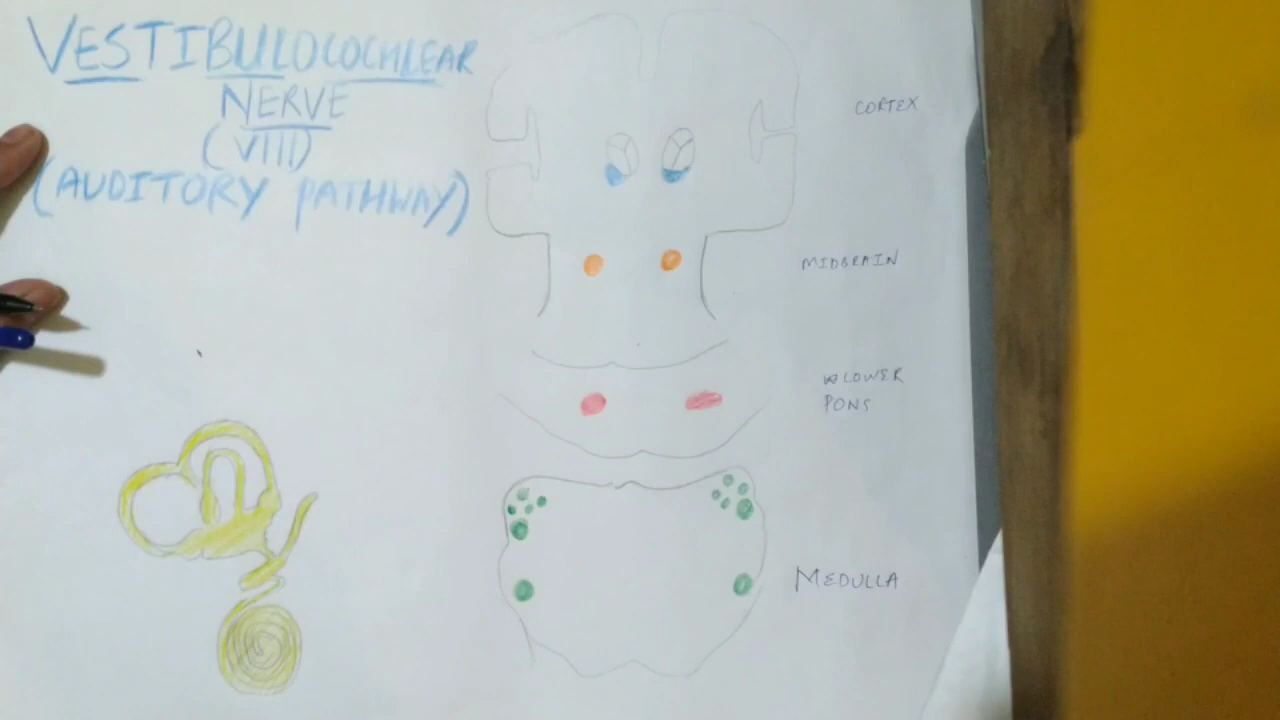 VESTIBULOCOCHLEAR
NERVE
(VIII)
(AUDITORY PATHWAY)
CORTEX
MIDBRAIN
LOWER
PONS
MEDULLA